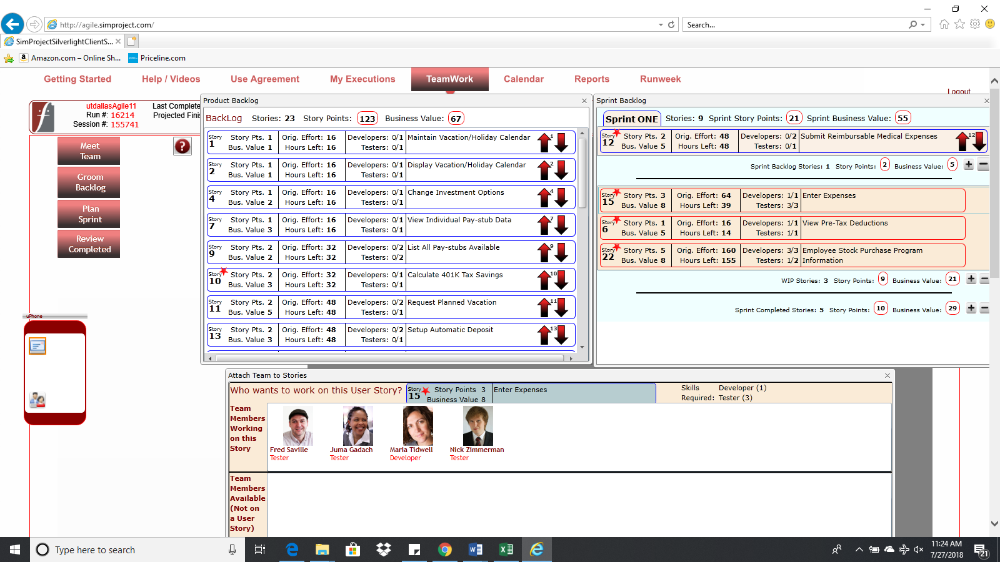 http://agile.simproject.com/
Search...
SimProjectSilverlightClientS...
Amazon.com – Online Sh...
Priceline.com
Getting Started
Help / Videos
Use Agreement
My Executions
TeamWork
Calendar
Reports
Runweek
Logout
utdallasAgile11
Run #: 16214
Session #: 155741
Last Complete
Projected Finis
Meet
Team
Groom
Backlog
Plan
Sprint
Review
Completed
?
uPhone
Product Backlog
BackLog Stories: 23 Story Points: 123 Business Value: 67
Story Story Pts. 1 Orig. Effort: 16 Developers: 0/1 Maintain Vacation/Holiday Calendar 1
1 Bus. Value 1 Hours Left: 16 Testers: 0/1
Story Story Pts. 1 Orig. Effort: 16 Developers: 0/1 Display Vacation/Holiday Calendar 2
2 Bus. Value 1 Hours Left: 16 Testers: 0/1
Story Story Pts. 1 Orig. Effort: 16 Developers: 0/1 Change Investment Options 4
4 Bus. Value 2 Hours Left: 16 Testers: 0/1
Story Story Pts. 1 Orig. Effort: 16 Developers: 0/1 View Individual Pay-stub Data 7
7 Bus. Value 3 Hours Left: 16 Testers: 0/1
Story Story Pts. 2 Orig. Effort: 32 Developers: 0/2 List All Pay-stubs Available 9
9 Bus. Value 2 Hours Left: 32 Testers: 0/2
Story Story Pts. 2 Orig. Effort: 32 Developers: 0/1 Calculate 401K Tax Savings 10
10 Bus. Value 3 Hours Left: 32 Testers: 0/1
Story Story Pts. 2 Orig. Effort: 48 Developers: 0/2 Request Planned Vacation 11
11 Bus. Value 5 Hours Left: 48 Testers: 0/1
Story Story Pts. 2 Orig. Effort: 48 Developers: 0/2 Setup Automatic Deposit 13
13 Bus. Value 3 Hours Left: 48 Testers: 0/1
Sprint Backlog
Sprint ONE Stories: 9 Sprint Story Points: 21 Sprint Business Value: 55
Story Story Pts. 2 Orig. Effort: 48 Developers: 0/2 Submit Reimbursable Medical Expenses 12
12 Bus. Value 5 Hours Left: 48 Testers: 0/1
Sprint Backlog Stories: 1 Story Points: 2 Business Value: 5
Story Story Pts. 3 Orig. Effort: 64 Developers: 1/1 Enter Expenses
15 Bus. Value 8 Hours Left: 39 Testers: 3/3
Story Story Pts. 1 Orig. Effort: 16 Developers: 1/1 View Pre-Tax Deductions
6 Bus. Value 5 Hours Left: 14 Testers: 1/1
Story Story Pts. 5 Orig. Effort: 160 Developers: 3/3 Employee Stock Purchase Program
22 Bus. Value 8 Hours Left: 155 Testers: 1/2 Information
WIP Stories: 3 Story Points: 9 Business Value: 21
Sprint Completed Stories: 5 Story Points: 10 Business Value: 29
Attach Team to Stories
Who wants to work on this User Story? Story 15 Story Points 3 Enter Expenses
Business Value 8
Skills Developer (1)
Required: Tester (3)
Team
Members
Working
on this
Story
Fred Saville
Tester
Juma Gadach
Tester
Maria Tidwell
Developer
Nick Zimmerman
Tester
Team
Members
Available
(Not on
a User
Story)
Type here to search
11:24 AM
7/27/2018
21